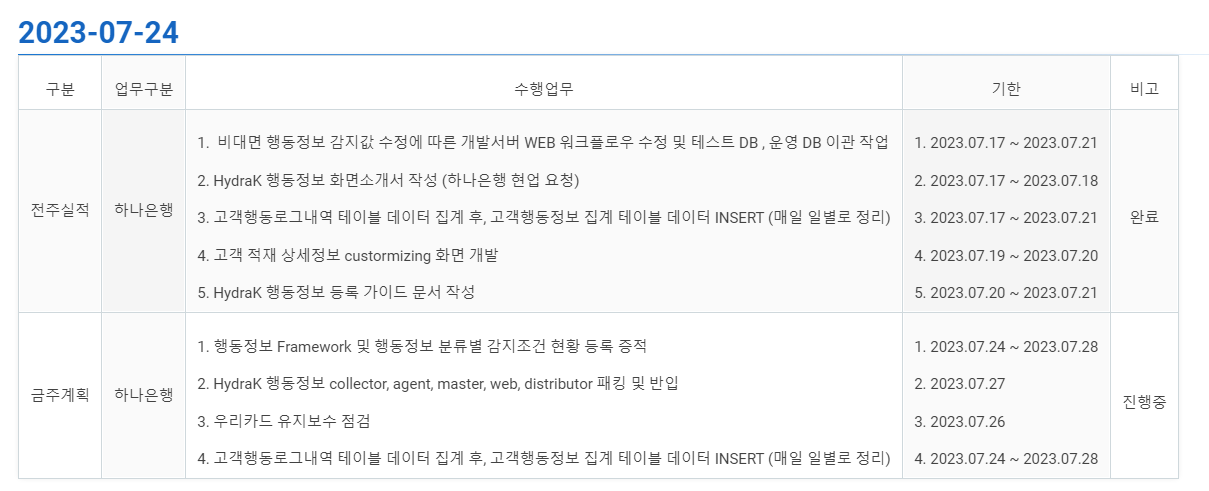 2023-07-24
구분 업무구분 수행업무 기한 비고
전주실적 하나은행
1. 비대면 행동정보 감지값 수정에 따른 개발서버 WEB 워크플로우 수정 및 테스트 DB , 운영 DB 이관 작업 1. 2023.07.17 ~ 2023.07.21
2. HydraK 행동정보 화면소개서 작성 (하나은행 현업 요청) 2. 2023.07.17 ~ 2023.07.18
3. 고객행동로그내역 테이블 데이터 집계 후, 고객행동정보 집계 테이블 데이터 INSERT (매일 일별로 정리) 3. 2023.07.17 ~ 2023.07.21
4. 고객 적재 상세정보 custormizing 화면 개발 4. 2023.07.19 ~ 2023.07.20
5. HydraK 행동정보 등록 가이드 문서 작성 5. 2023.07.20 ~ 2023.07.21
완료
금주계획 하나은행
1. 행동정보 Framework 및 행동정보 분류별 감지조건 현황 등록 증적 1. 2023.07.24 ~ 2023.07.28
2. HydraK 행동정보 collector, agent, master, web, distributor 패킹 및 반입 2. 2023.07.27
3. 우리카드 유지보수 점검 3. 2023.07.26
4. 고객행동로그내역 테이블 데이터 집계 후, 고객행동정보 집계 테이블 데이터 INSERT (매일 일별로 정리) 4. 2023.07.24 ~ 2023.07.28
진행중